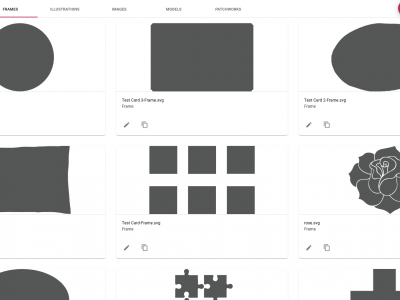 FRAMES ILLUSTRATIONS IMAGES MODELS PATCHWORKS
Test Card 3-Frame.svg Test Card 2-Frame.svg
Frame Frame
Test Card-Frame.svg rose.svg
Frame Frame